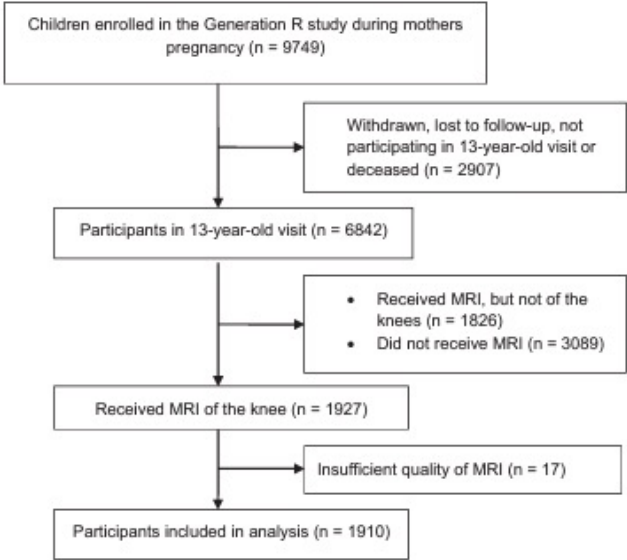 Children enrolled in the Generation R study during mothers
pregnancy (n = 9749)
Withdrawn, lost to follow-up, not
participating in 13-year-old visit or
deceased (n = 2907)
Participants in 13-year-old visit (n = 6842)
• Received MRI, but not of the
knees (n = 1826)
• Did not receive MRI (n = 3089)
Received MRI of the knee (n = 1927)
Insufficient quality of MRI (n = 17)
Participants included in analysis (n = 1910)